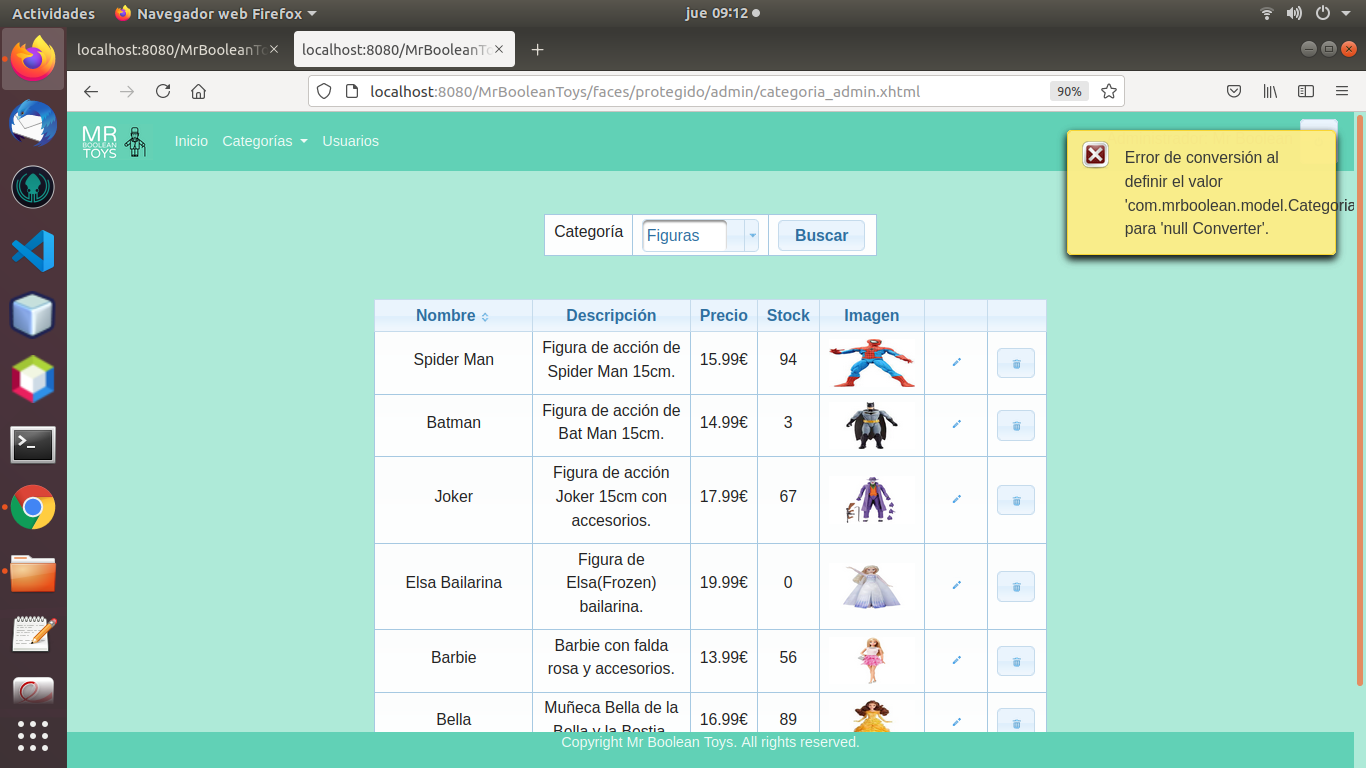 Actividades
Navegador web Firefox
jue 09:12
localhost:8080/MrBooleanTo
localhost:8080/MrBooleanTo
localhost:8080/MrBooleanToys/faces/protegido/admin/categoria_admin.xhtml
90%
MR
BOOLEAN
TOYS
Inicio
Categorías
Usuarios
Error de conversión al
definir el valor
'com.mrboolean.model.Categoria
para 'null Converter'.
Categoría
Figuras
Buscar
Nombre
Descripción
Precio
Stock
Imagen
Spider Man
Figura de acción de
Spider Man 15cm.
15.99€
94
Batman
Figura de acción de
Bat Man 15cm.
14.99€
3
Joker
Figura de acción
Joker 15cm con
accesorios.
17.99€
67
Elsa Bailarina
Figura de
Elsa(Frozen)
bailarina.
19.99€
0
Barbie
Barbie con falda
rosa y accesorios.
13.99€
56
Bella
Muñeca Bella de la
Bella y la Bestia
16.99€
89
Copyright Mr Boolean Toys. All rights reserved.